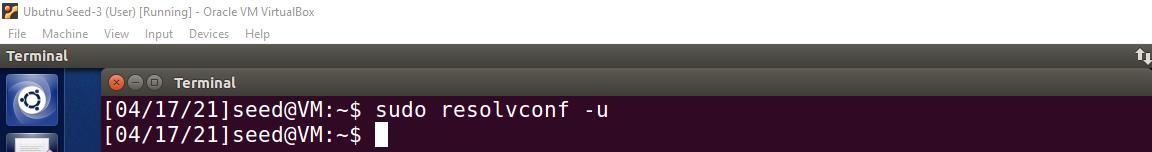 Ubutnu Seed-3 (User) [Running] - Oracle VM VirtualBox
File Machine View Input Devices Help
Terminal
Terminal
[04/17/21]seed@VM:~$ sudo resolvconf -u
[04/17/21]seed@VM:~$